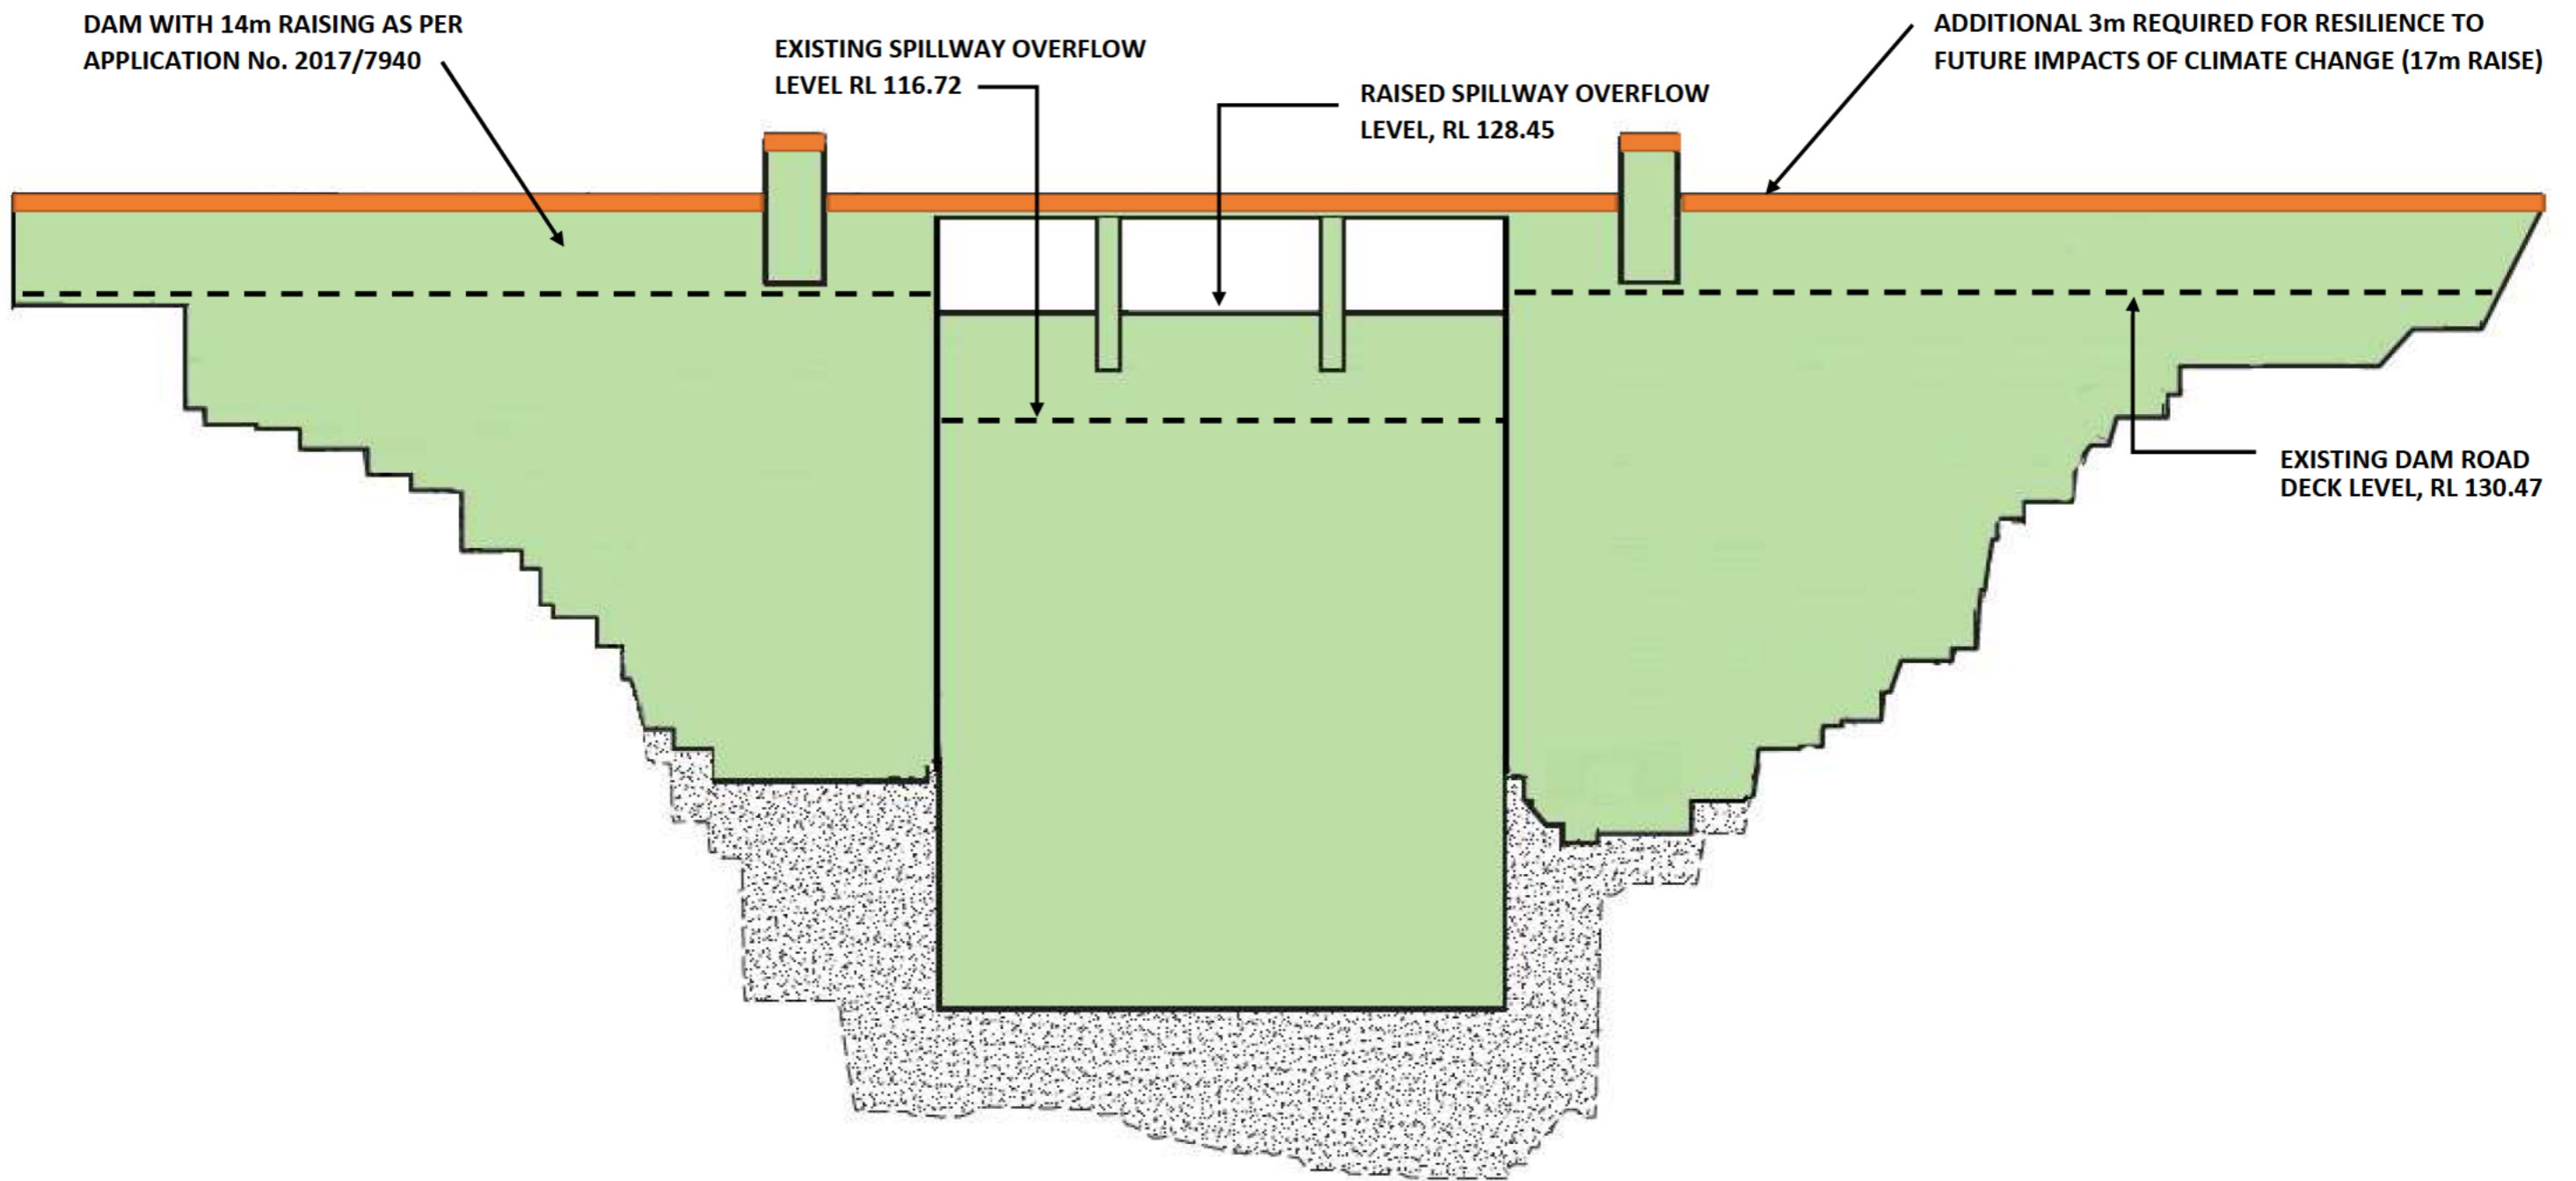 DAM WITH 14m RAISING AS PER
APPLICATION No. 2017/7940
EXISTING SPILLWAY OVERFLOW
LEVEL RL 116.72
RAISED SPILLWAY OVERFLOW
LEVEL, RL 128.45
ADDITIONAL 3m REQUIRED FOR RESILIENCE TO
FUTURE IMPACTS OF CLIMATE CHANGE (17m RAISE)
EXISTING DAM ROAD
DECK LEVEL, RL 130.47